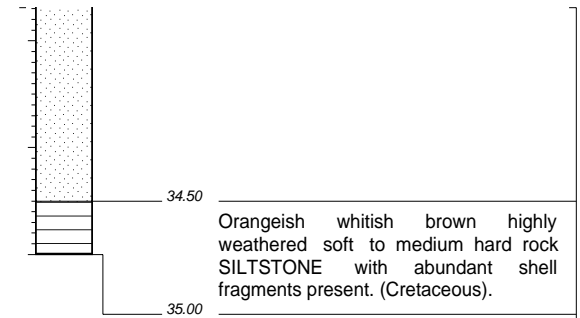 34.50
Orangeish whitish brown highly
weathered soft to medium hard rock
SILTSTONE with abundant shell
fragments present. (Cretaceous).
35.00